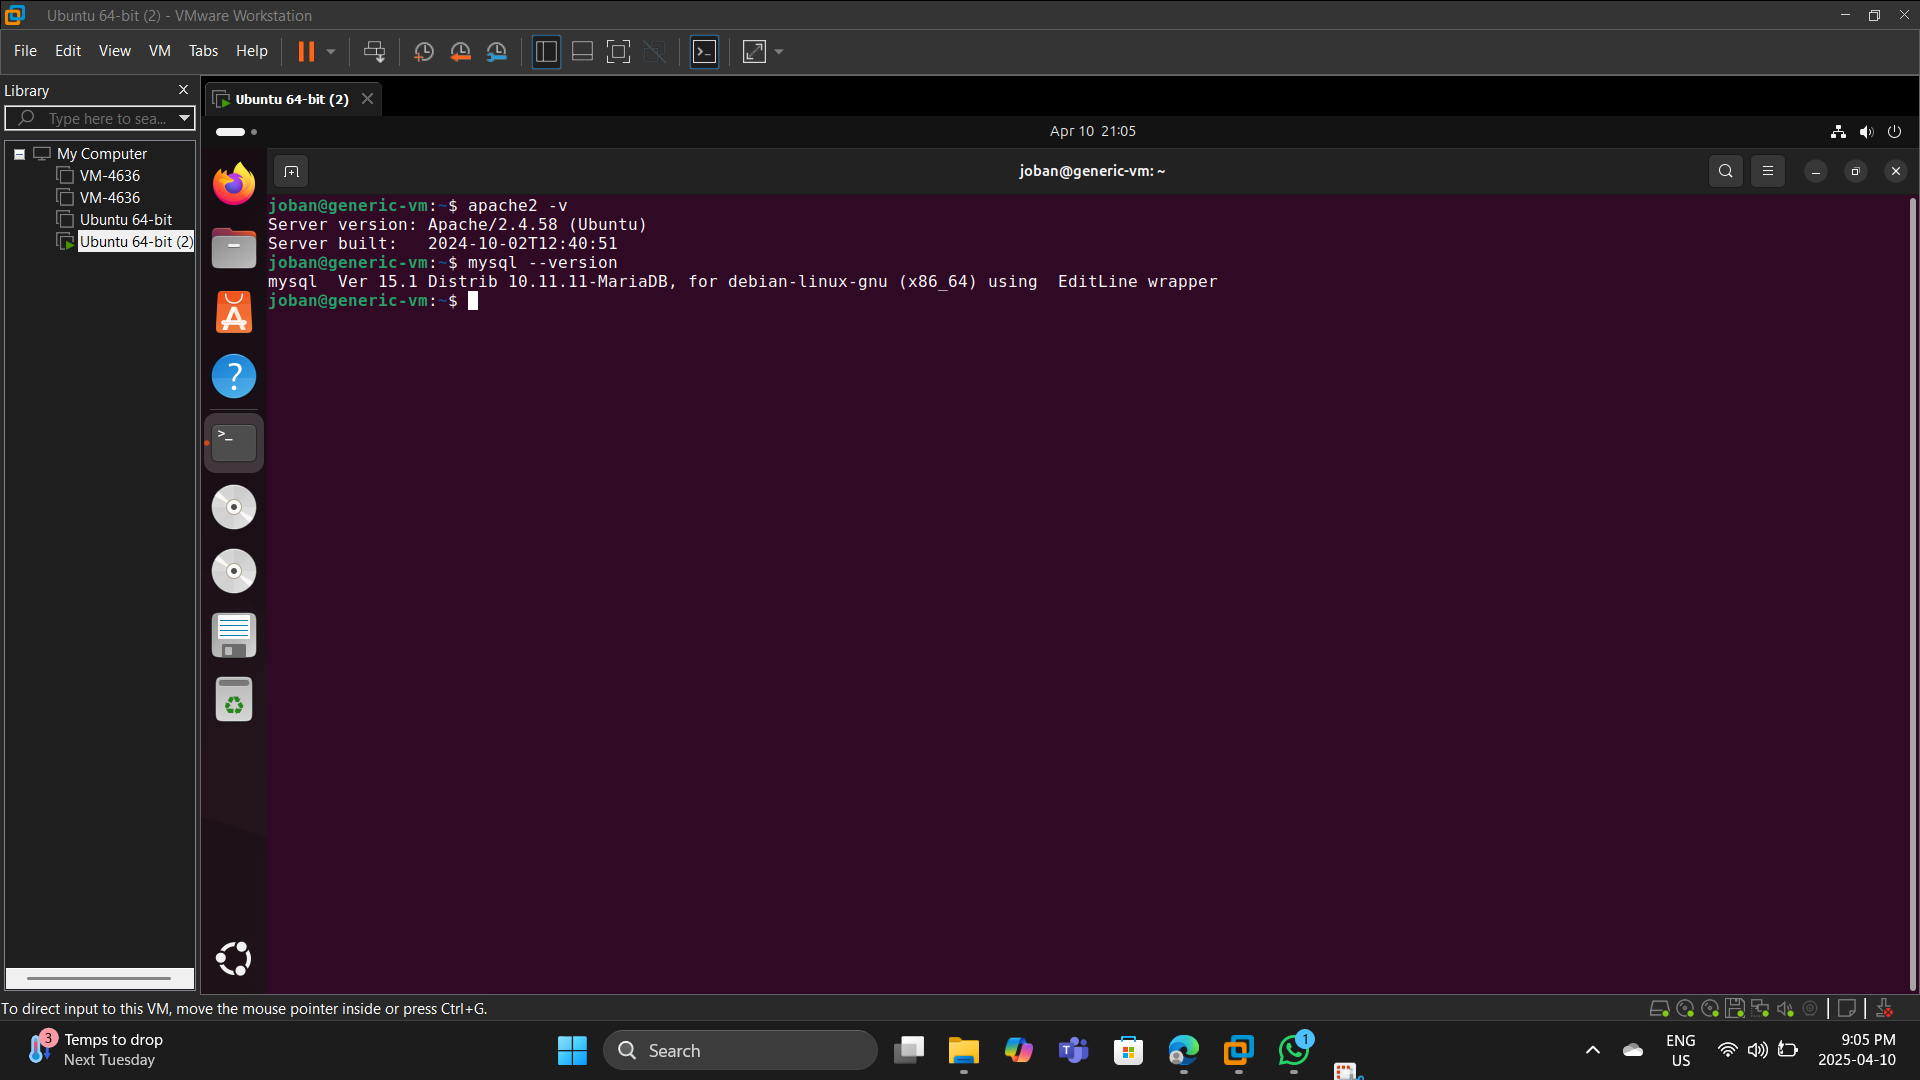 Ubuntu 64-bit (2) - VMware Workstation
File Edit View VM Tabs Help
Library
Type here to sea...
My Computer
VM-4636
VM-4636
Ubuntu 64-bit
Ubuntu 64-bit (2)
Ubuntu 64-bit (2)
Apr 10 21:05
joban@generic-vm: ~
joban@generic-vm:~$ apache2 -v
Server version: Apache/2.4.58 (Ubuntu)
Server built:   2024-10-02T12:40:51
joban@generic-vm:~$ mysql --version
mysql  Ver 15.1 Distrib 10.11.11-MariaDB, for debian-linux-gnu (x86_64) using  EditLine wrapper
joban@generic-vm:~$
To direct input to this VM, move the mouse pointer inside or press Ctrl+G.
3
Temps to drop
Next Tuesday
Search
1
ENG
US
9:05 PM
2025-04-10